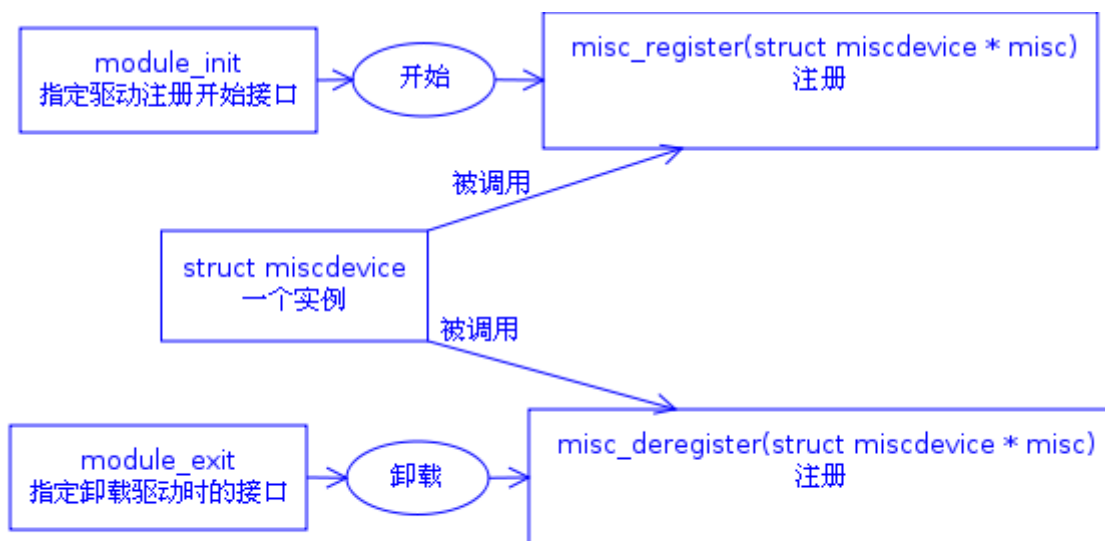 module_init
指定驱动注册开始接口
开始
misc_register(struct miscdevice * misc)
注册
被调用
struct miscdevice
一个实例
被调用
module_exit
指定卸载驱动时的接口
卸载
misc_deregister(struct miscdevice * misc)
注册